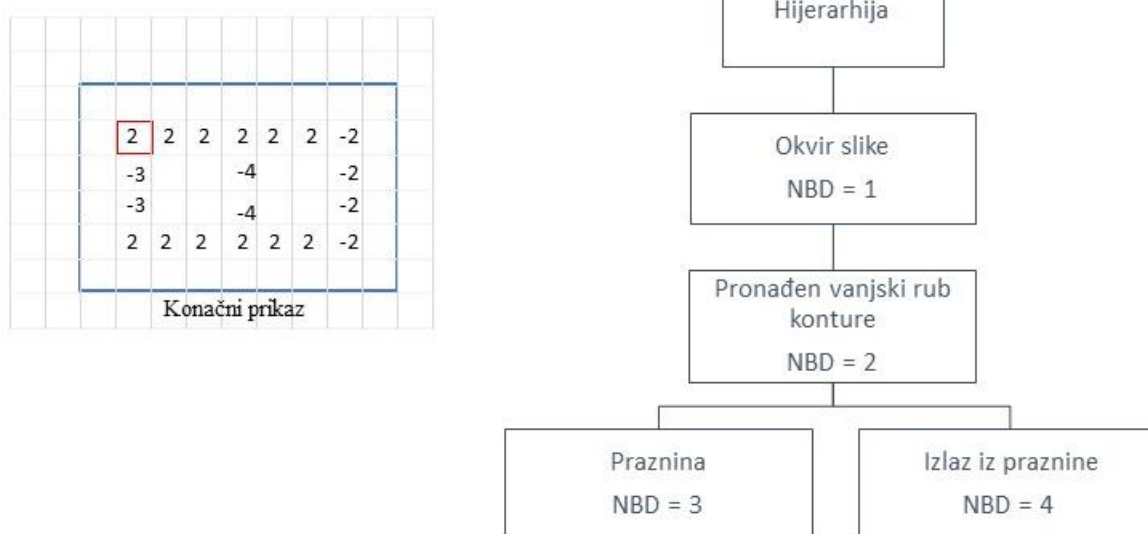 2 2 2 2 2 2 -2
-3 -4 -2
-3 -4 -2
2 2 2 2 2 2 -2
Konačni prikaz
Hijerarhija
Okvir slike
NBD = 1
Pronađen vanjski rub
konture
NBD = 2
Praznina
NBD = 3
Izlaz iz praznine
NBD = 4